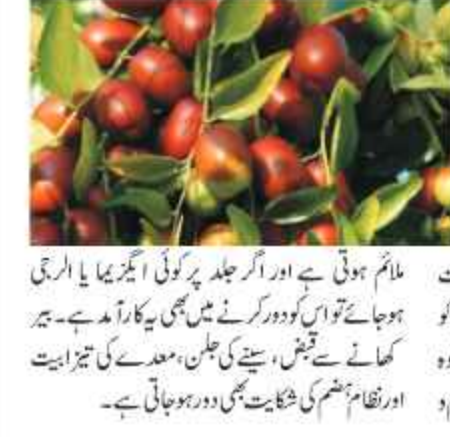 ملائم ہوتی ہے اور اگر جلد پر کوئی ایگزیما یا الرجی
ہوجائے تو اس کو دور کرنے میں بھی یہ کارآمد ہے۔ بیر
کھانے سے قبض، سینے کی جلن، معدے کی تیزابیت
اور نظام ہضم کی شکایت بھی دور ہوجاتی ہے۔